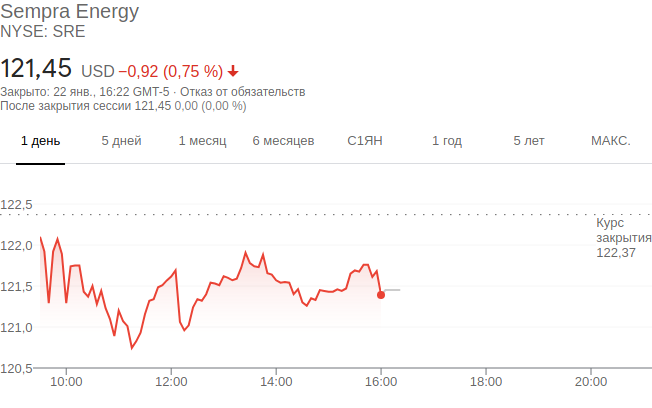 Sempra Energy
NYSE: SRE
121,45 USD −0,92 (0,75 %)
Закрыто: 22 янв., 16:22 GMT-5 · Отказ от обязательств
После закрытия сессии 121,45 0,00 (0,00 %)
1 день 5 дней 1 месяц 6 месяцев С1ЯН 1 год 5 лет МАКС.
122,5
Курс
закрытия
122,37
122,0
121,5
121,0
120,5
10:00 12:00 14:00 16:00 18:00 20:00